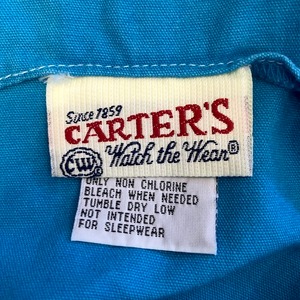 Since 1859
CARTER'S
CW Watch the Wear®
ONLY NON CHLORINE
BLEACH WHEN NEEDED
TUMBLE DRY LOW
NOT INTENDED
FOR SLEEPWEAR